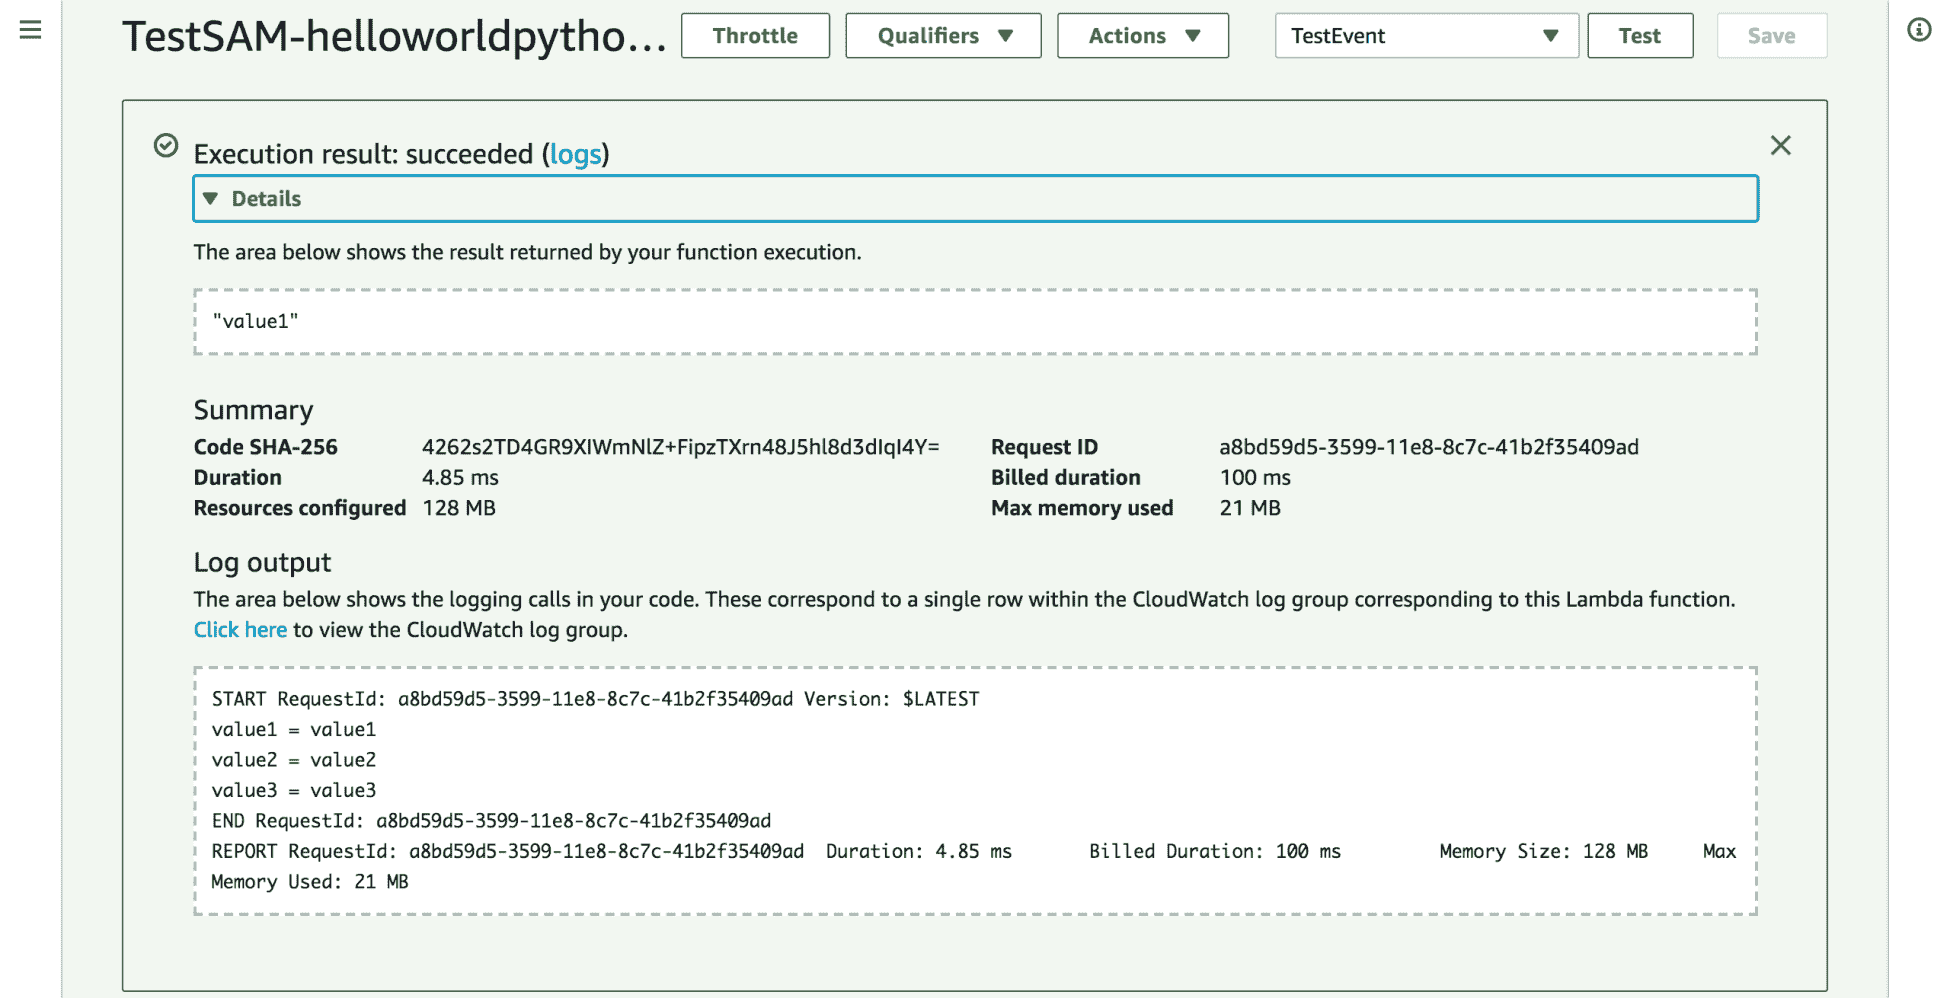 TestSAM-helloworldpytho... Throttle Qualifiers Actions TestEvent Test Save
Execution result: succeeded (logs)
Details
The area below shows the result returned by your function execution.
"value1"
Summary
Code SHA-256 4262s2TD4GR9XIWmNlZ+FipzTXrn48J5hl8d3dIqI4Y= Request ID a8bd59d5-3599-11e8-8c7c-41b2f35409ad
Duration 4.85 ms Billed duration 100 ms
Resources configured 128 MB Max memory used 21 MB
Log output
The area below shows the logging calls in your code. These correspond to a single row within the CloudWatch log group corresponding to this Lambda function.
Click here to view the CloudWatch log group.
START RequestId: a8bd59d5-3599-11e8-8c7c-41b2f35409ad Version: $LATEST
value1 = value1
value2 = value2
value3 = value3
END RequestId: a8bd59d5-3599-11e8-8c7c-41b2f35409ad
REPORT RequestId: a8bd59d5-3599-11e8-8c7c-41b2f35409ad Duration: 4.85 ms Billed Duration: 100 ms Memory Size: 128 MB Max
Memory Used: 21 MB